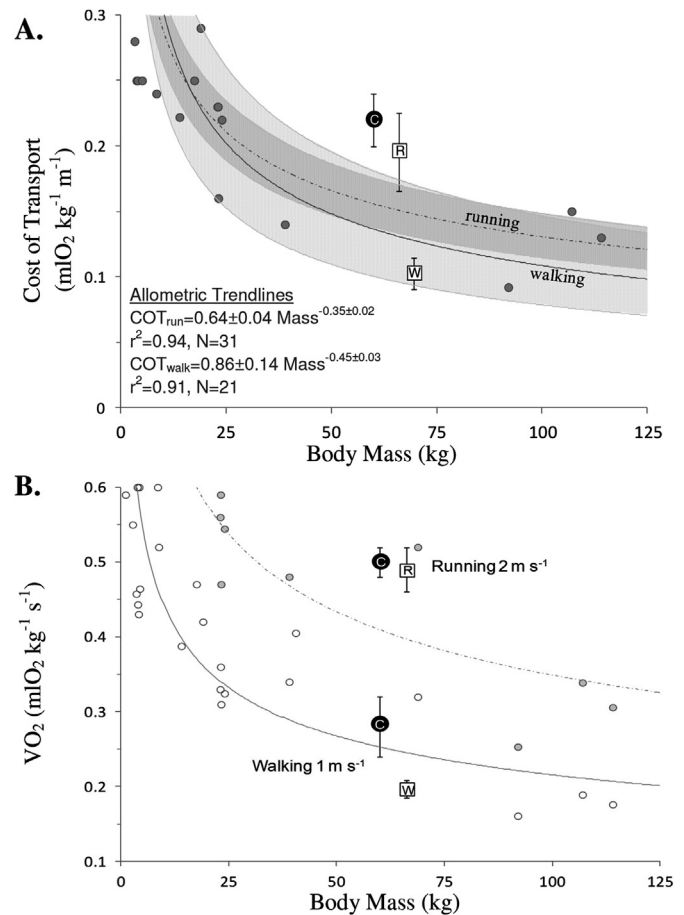 A.
0.3
0.2
0.1
0
Cost of Transport
(mlO₂ kg⁻¹ m⁻¹)
C
R
running
W
walking
Allometric Trendlines
COTrun=0.64±0.04 Mass⁻⁰·³⁵±⁰·⁰²
r²=0.94, N=31
COTwalk=0.86±0.14 Mass⁻⁰·⁴⁵±⁰·⁰³
r²=0.91, N=21
0 25 50 75 100 125
Body Mass (kg)
B.
0.6
0.5
0.4
0.3
0.2
0.1
VO₂ (mlO₂ kg⁻¹ s⁻¹)
C
R
Running 2 m s⁻¹
C
Walking 1 m s⁻¹
W
0 25 50 75 100 125
Body Mass (kg)